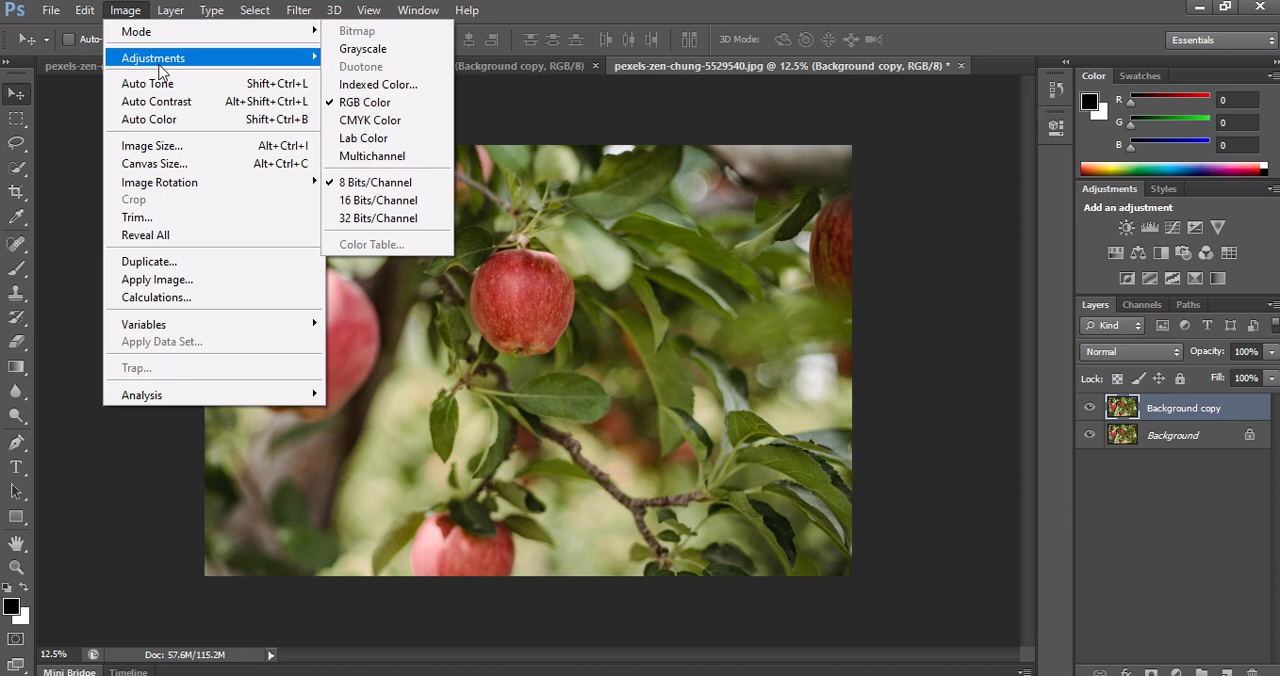 Ps File Edit Image Layer Type Select Filter 3D View Window Help
Auto-
3D Mode:
Essentials
pexels-zen-
(Background copy, RGB/8) ×
pexels-zen-chung-5529540.jpg @ 12.5% (Background copy, RGB/8) * ×
Mode
Adjustments
Auto Tone Shift+Ctrl+L
Auto Contrast Alt+Shift+Ctrl+L
Auto Color Shift+Ctrl+B
Image Size... Alt+Ctrl+I
Canvas Size... Alt+Ctrl+C
Image Rotation
Crop
Trim...
Reveal All
Duplicate...
Apply Image...
Calculations...
Variables
Apply Data Set...
Trap...
Analysis
Bitmap
Grayscale
Duotone
Indexed Color...
RGB Color
CMYK Color
Lab Color
Multichannel
8 Bits/Channel
16 Bits/Channel
32 Bits/Channel
Color Table...
Color Swatches
R 0
G 0
B 0
Adjustments Styles
Add an adjustment
Layers Channels Paths
Kind
Normal Opacity: 100%
Lock: Fill: 100%
Background copy
Background
12.5% Doc: 57.6M/115.2M
Mini Bridge Timeline